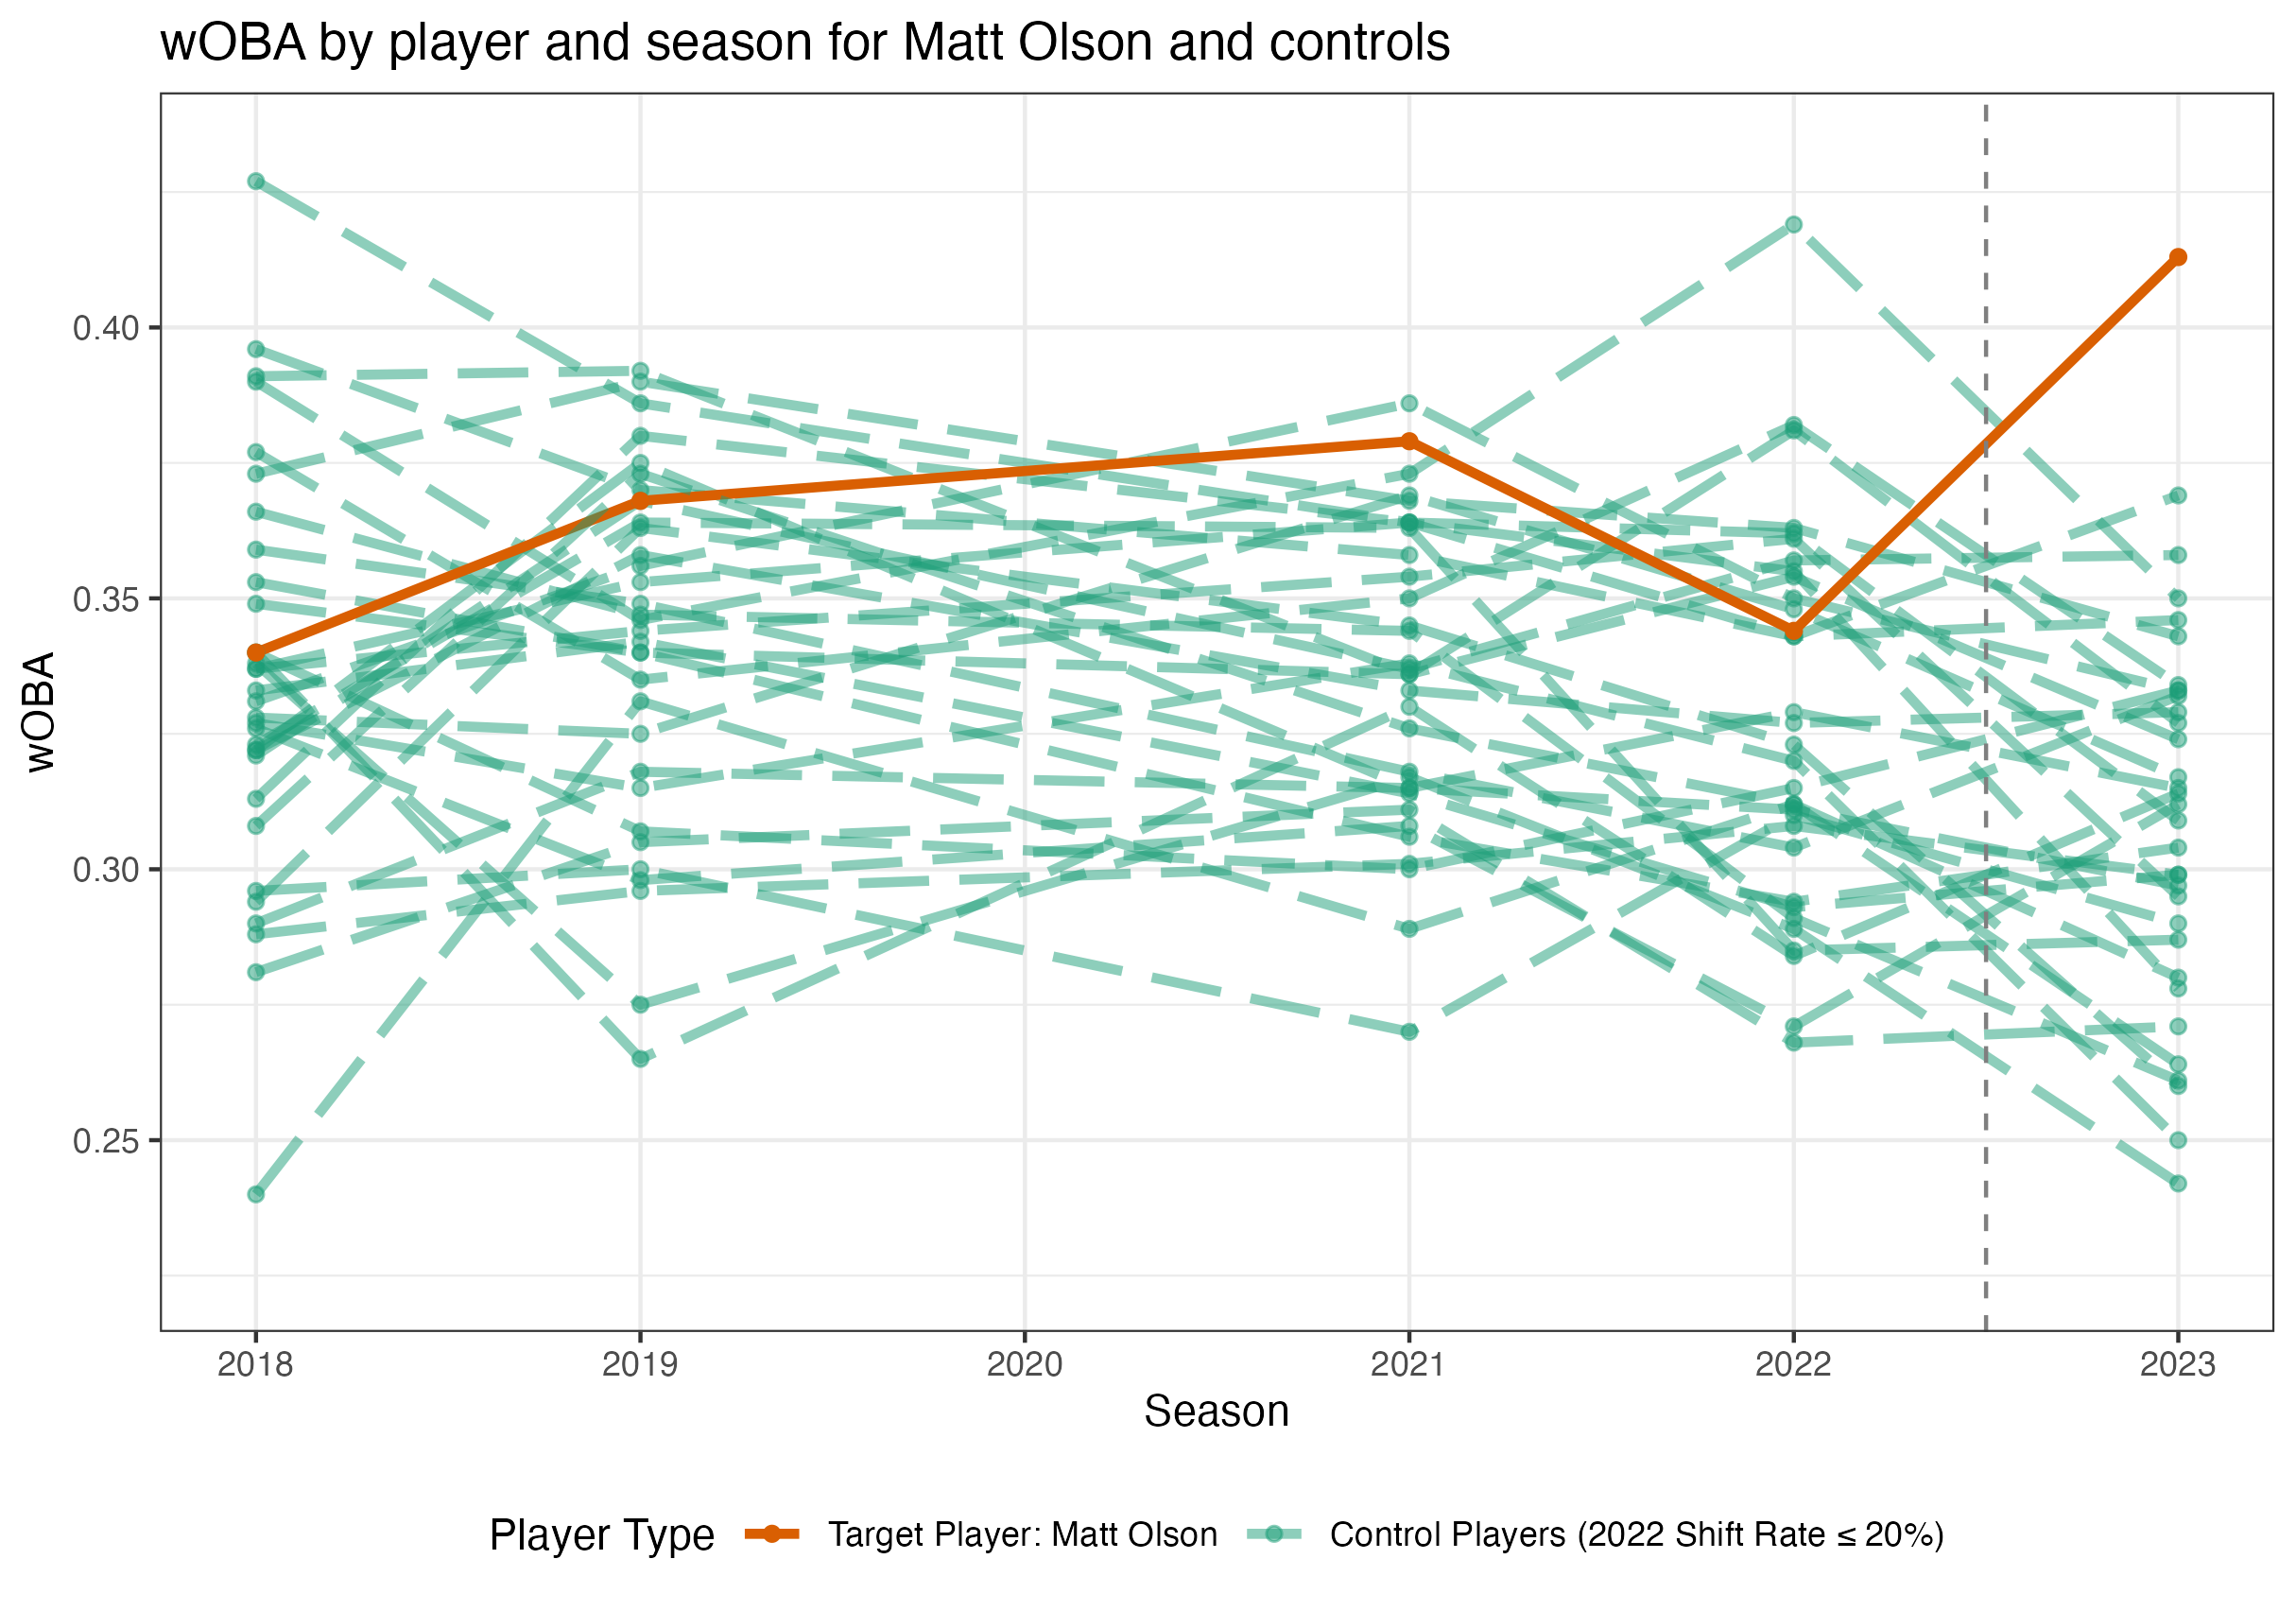 wOBA by player and season for Matt Olson and controls
wOBA
0.40
0.35
0.30
0.25
2018 2019 2020 2021 2022 2023
Season
Player Type Target Player: Matt Olson Control Players (2022 Shift Rate ≤ 20%)